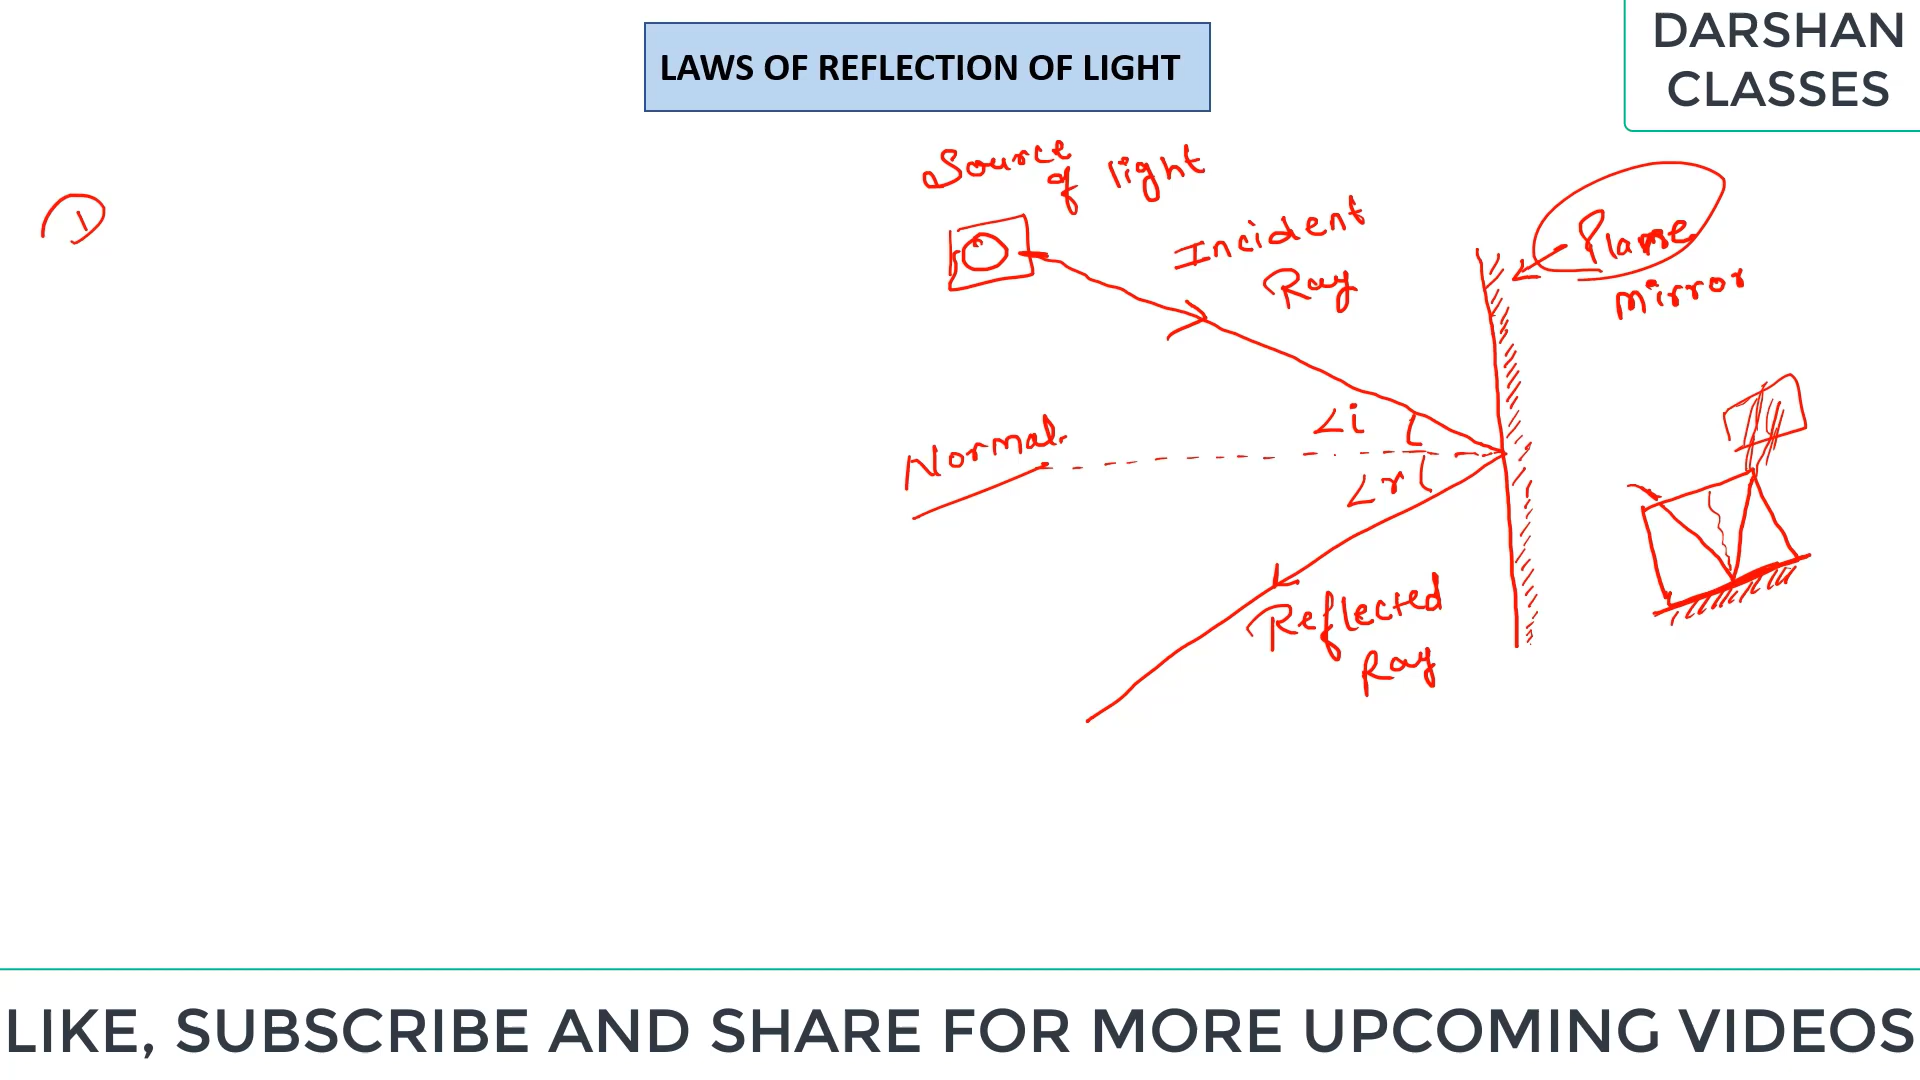 LAWS OF REFLECTION OF LIGHT
DARSHAN
CLASSES
1
Source
of light
Incident
Ray
Plane
mirror
∠i
Normal
∠r
Reflected
Ray
LIKE, SUBSCRIBE AND SHARE FOR MORE UPCOMING VIDEOS